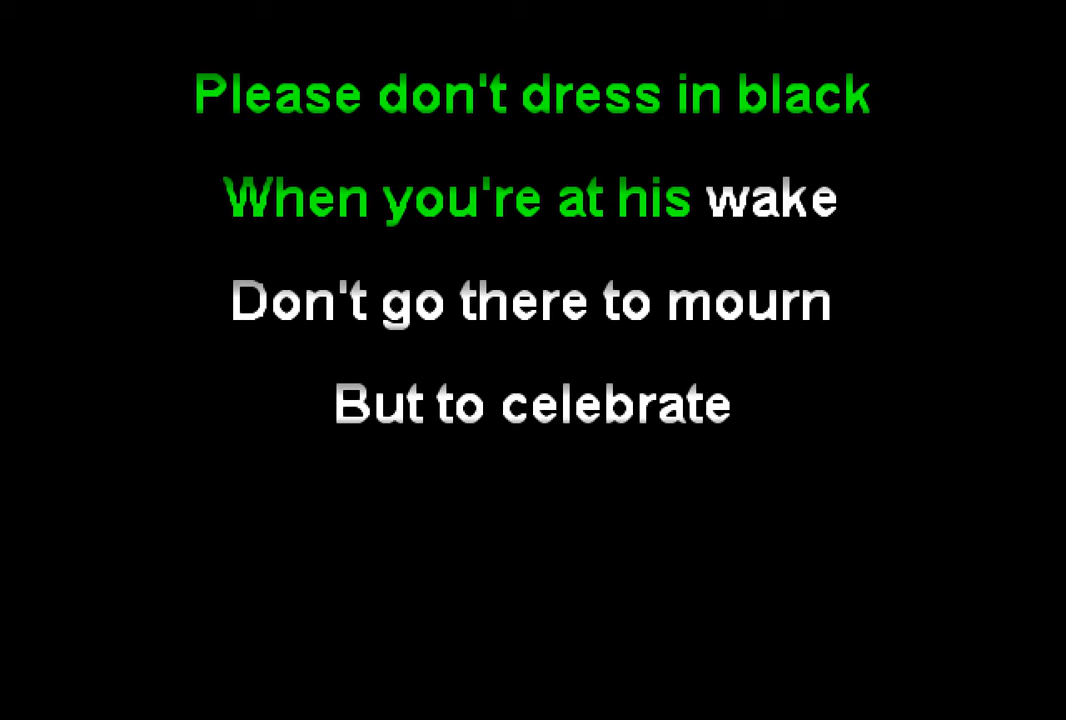 Please don't dress in black
When you're at his wake
Don't go there to mourn
But to celebrate